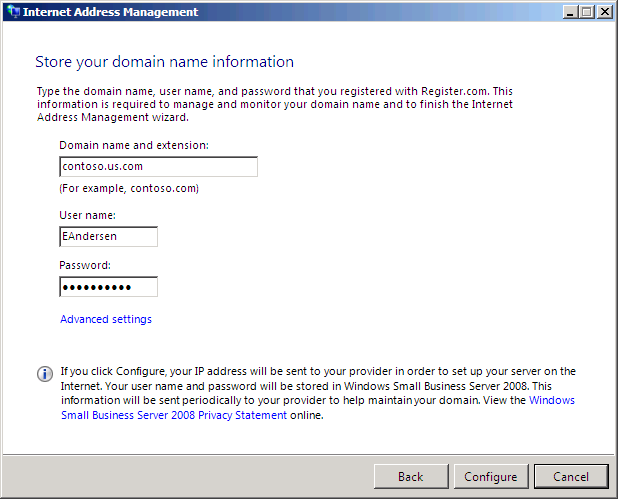 Internet Address Management
Store your domain name information
Type the domain name, user name, and password that you registered with Register.com. This
information is required to manage and monitor your domain name and to finish the Internet
Address Management wizard.
Domain name and extension:
contoso.us.com
(For example, contoso.com)
User name:
EAndersen
Password:
••••••••••
Advanced settings
If you click Configure, your IP address will be sent to your provider in order to set up your server on the
Internet. Your user name and password will be stored in Windows Small Business Server 2008. This
information will be sent periodically to your provider to help maintain your domain. View the Windows
Small Business Server 2008 Privacy Statement online.
Back Configure Cancel